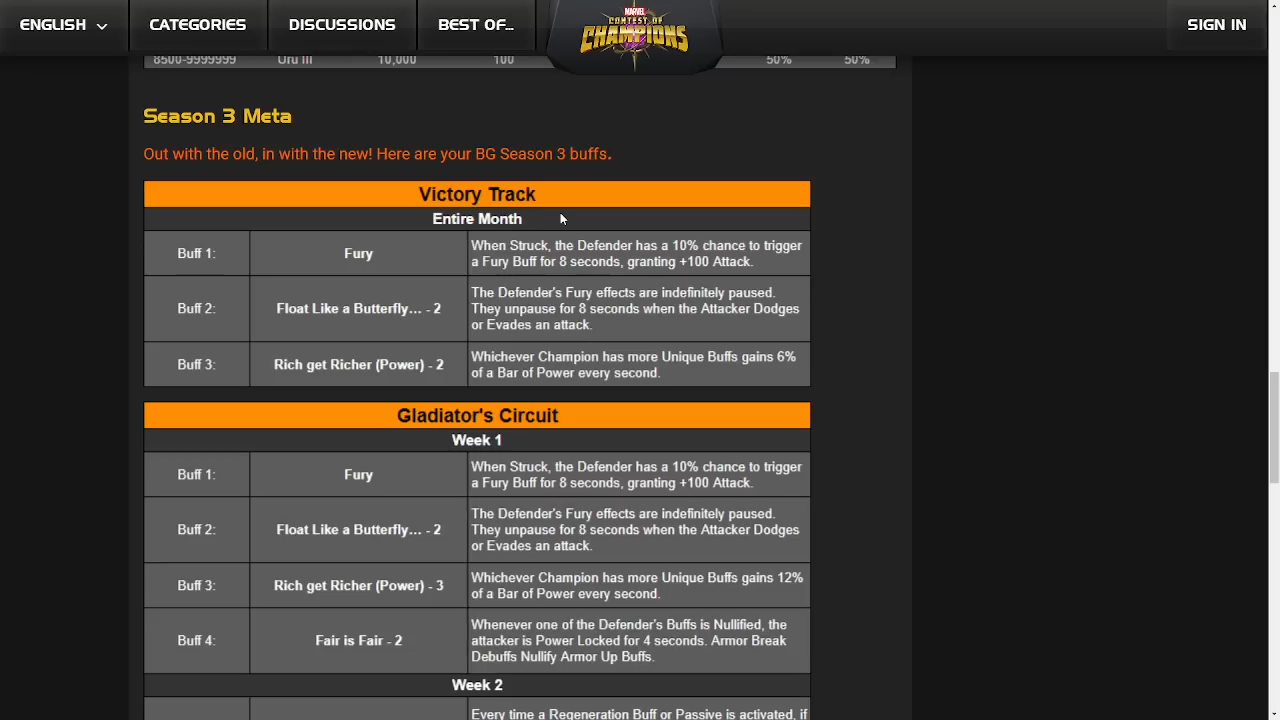 ENGLISH CATEGORIES DISCUSSIONS BEST OF... MARVEL CONTEST OF CHAMPIONS SIGN IN
8500-9999999 Uru III 10,000 100 50% 50%
Season 3 Meta
Out with the old, in with the new! Here are your BG Season 3 buffs.
Victory Track
Entire Month
Buff 1: Fury When Struck, the Defender has a 10% chance to trigger
a Fury Buff for 8 seconds, granting +100 Attack.
Buff 2: Float Like a Butterfly... - 2 The Defender's Fury effects are indefinitely paused.
They unpause for 8 seconds when the Attacker Dodges
or Evades an attack.
Buff 3: Rich get Richer (Power) - 2 Whichever Champion has more Unique Buffs gains 6%
of a Bar of Power every second.
Gladiator's Circuit
Week 1
Buff 1: Fury When Struck, the Defender has a 10% chance to trigger
a Fury Buff for 8 seconds, granting +100 Attack.
Buff 2: Float Like a Butterfly... - 2 The Defender's Fury effects are indefinitely paused.
They unpause for 8 seconds when the Attacker Dodges
or Evades an attack.
Buff 3: Rich get Richer (Power) - 3 Whichever Champion has more Unique Buffs gains 12%
of a Bar of Power every second.
Buff 4: Fair is Fair - 2 Whenever one of the Defender's Buffs is Nullified, the
attacker is Power Locked for 4 seconds. Armor Break
Debuffs Nullify Armor Up Buffs.
Week 2
Every time a Regeneration Buff or Passive is activated, if